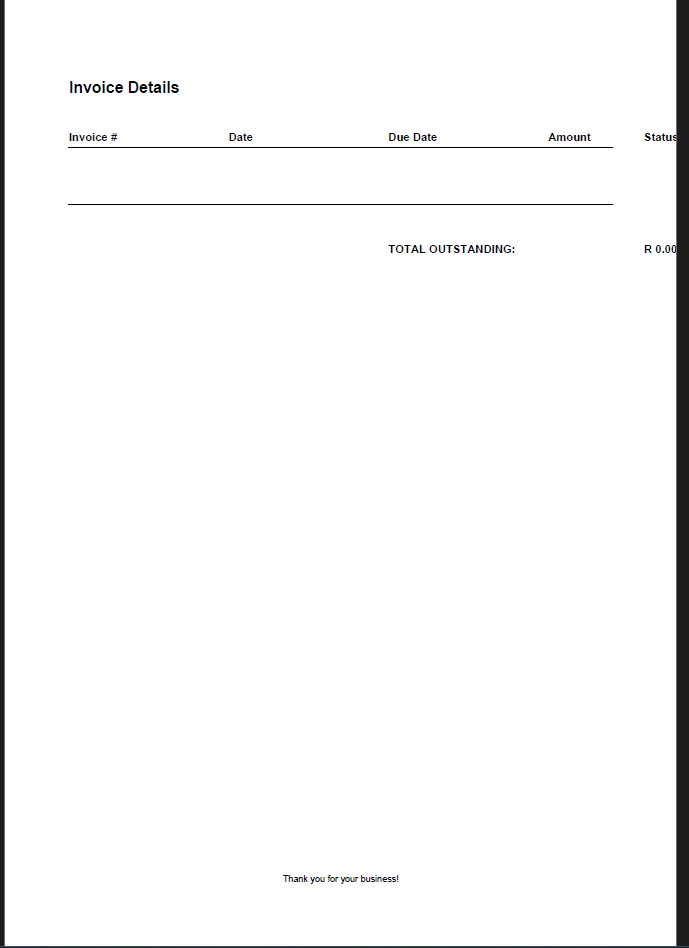 Invoice Details
Invoice # Date Due Date Amount Status
TOTAL OUTSTANDING: R 0.00
Thank you for your business!